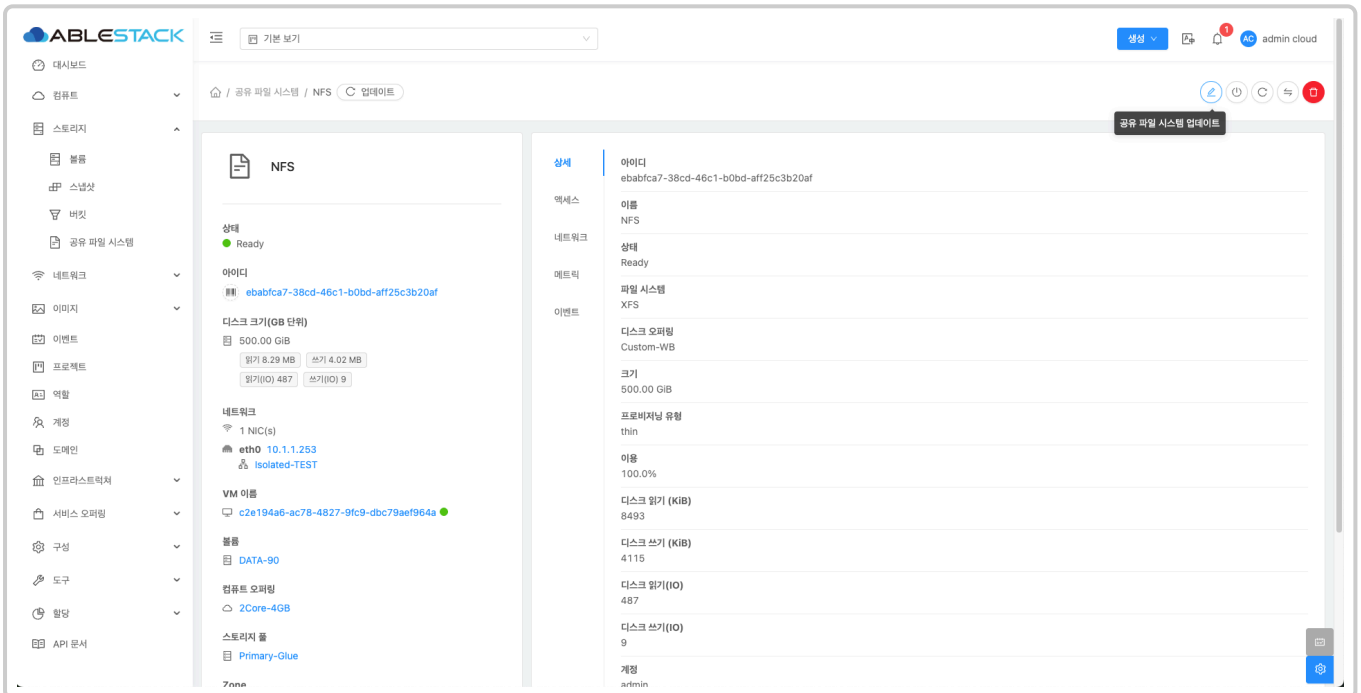 ABLESTACK
기본 보기
생성
1
AC
admin cloud
대시보드
컴퓨트
스토리지
볼륨
스냅샷
버킷
공유 파일 시스템
네트워크
이미지
이벤트
프로젝트
역할
계정
도메인
인프라스트럭쳐
서비스 오퍼링
구성
도구
할당
API 문서
/ 공유 파일 시스템 / NFS 업데이트
공유 파일 시스템 업데이트
NFS
상태
Ready
아이디
ebabfca7-38cd-46c1-b0bd-aff25c3b20af
디스크 크기(GB 단위)
500.00 GiB
읽기 8.29 MB 쓰기 4.02 MB
읽기(IO) 487 쓰기(IO) 9
네트워크
1 NIC(s)
eth0 10.1.1.253
Isolated-TEST
VM 이름
c2e194a6-ac78-4827-9fc9-dbc79aef964a
볼륨
DATA-90
컴퓨트 오퍼링
2Core-4GB
스토리지 풀
Primary-Glue
Zone
상세
액세스
네트워크
메트릭
이벤트
아이디
ebabfca7-38cd-46c1-b0bd-aff25c3b20af
이름
NFS
상태
Ready
파일 시스템
XFS
디스크 오퍼링
Custom-WB
크기
500.00 GiB
프로비저닝 유형
thin
이용
100.0%
디스크 읽기 (KiB)
8493
디스크 쓰기 (KiB)
4115
디스크 읽기(IO)
487
디스크 쓰기(IO)
9
계정
admin